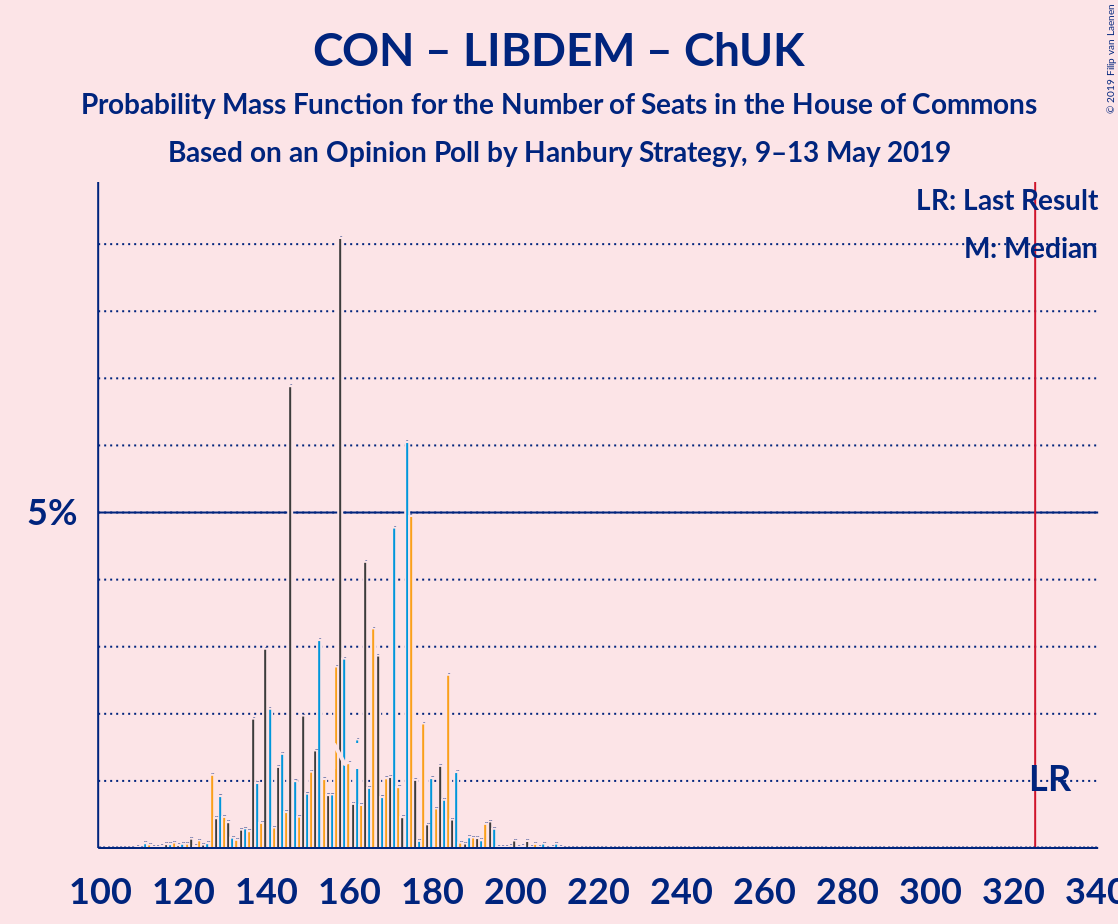 CON – LIBDEM – ChUK
Probability Mass Function for the Number of Seats in the House of Commons
Based on an Opinion Poll by Hanbury Strategy, 9–13 May 2019
© 2019 Filip van Laenen
LR: Last Result
M: Median
5%
LR
100 120 140 160 180 200 220 240 260 280 300 320 340